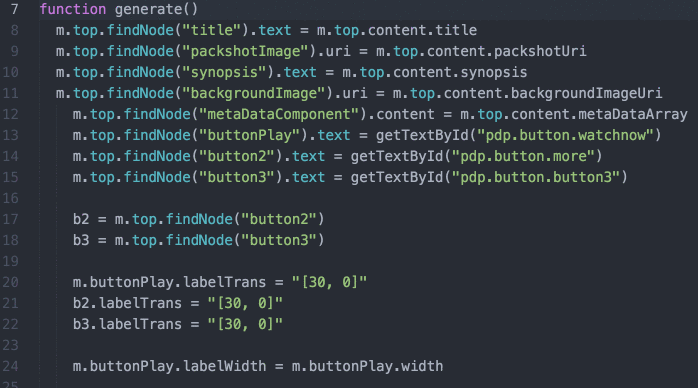 7 function generate()
8 m.top.findNode("title").text = m.top.content.title
9 m.top.findNode("packshotImage").uri = m.top.content.packshotUri
10 m.top.findNode("synopsis").text = m.top.content.synopsis
11 m.top.findNode("backgroundImage").uri = m.top.content.backgroundImageUri
12 m.top.findNode("metaDataComponent").content = m.top.content.metaDataArray
13 m.top.findNode("buttonPlay").text = getTextById("pdp.button.watchnow")
14 m.top.findNode("button2").text = getTextById("pdp.button.more")
15 m.top.findNode("button3").text = getTextById("pdp.button.button3")
16
17 b2 = m.top.findNode("button2")
18 b3 = m.top.findNode("button3")
19
20 m.buttonPlay.labelTrans = "[30, 0]"
21 b2.labelTrans = "[30, 0]"
22 b3.labelTrans = "[30, 0]"
23
24 m.buttonPlay.labelWidth = m.buttonPlay.width
25